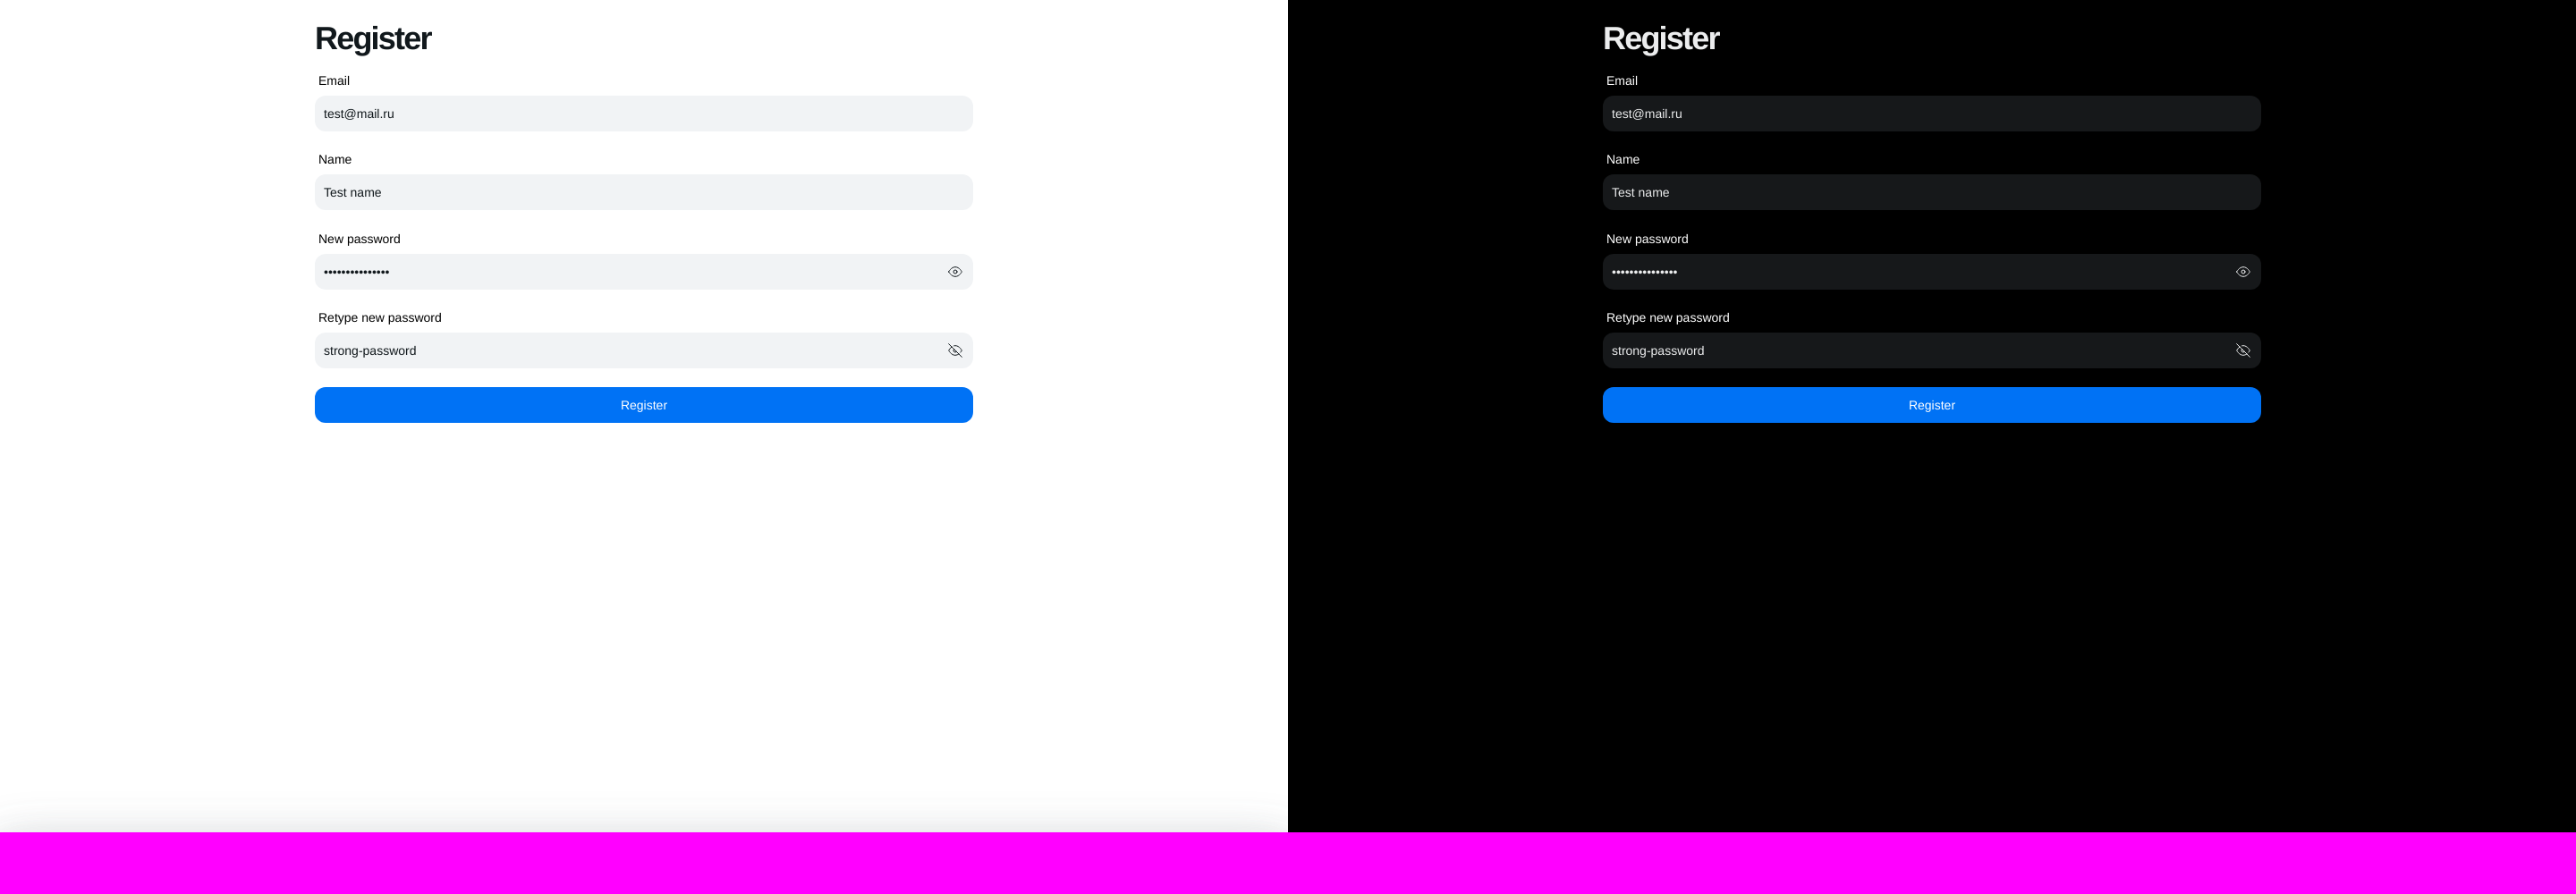 Register
Email
test@mail.ru
Name
Test name
New password
•••••••••••••••
Retype new password
strong-password
Register
Register
Email
test@mail.ru
Name
Test name
New password
•••••••••••••••
Retype new password
strong-password
Register